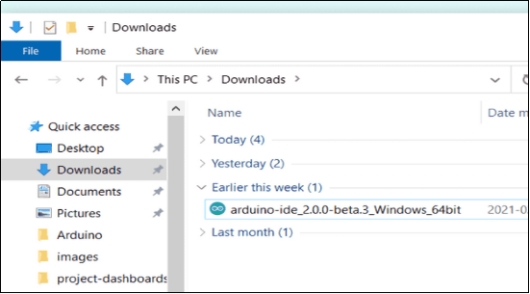 Downloads
File Home Share View
This PC > Downloads >
Name Date m
Quick access
Today (4)
Desktop
Yesterday (2)
Downloads
Earlier this week (1)
Documents
arduino-ide_2.0.0-beta.3_Windows_64bit 2021-0
Pictures
Last month (1)
Arduino
images
project-dashboards